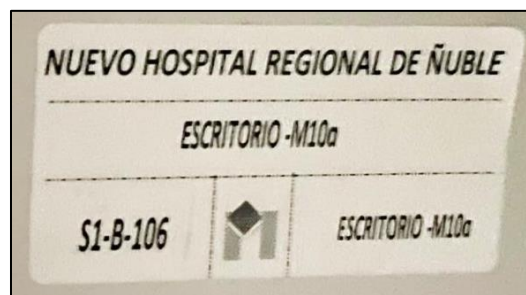 NUEVO HOSPITAL REGIONAL DE ÑUBLE
ESCRITORIO -M10a
S1-B-106
ESCRITORIO -M10a